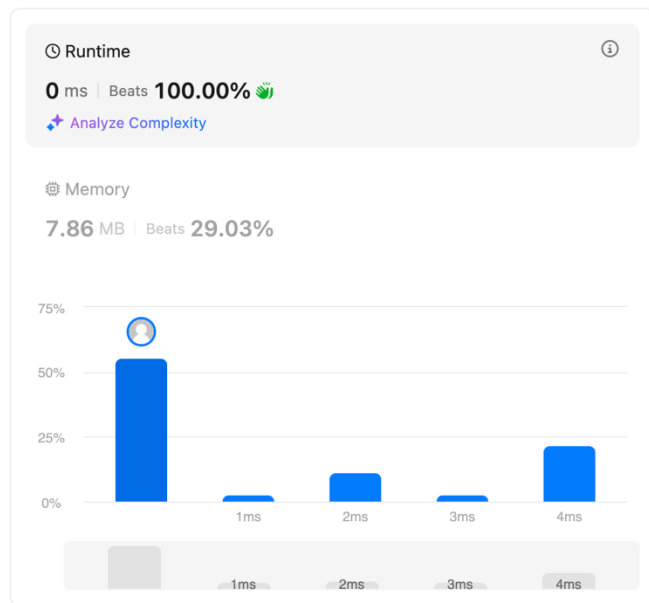 Runtime
0 ms Beats 100.00%
Analyze Complexity
Memory
7.86 MB Beats 29.03%
75%
50%
25%
0%
1ms 2ms 3ms 4ms
1ms 2ms 3ms 4ms